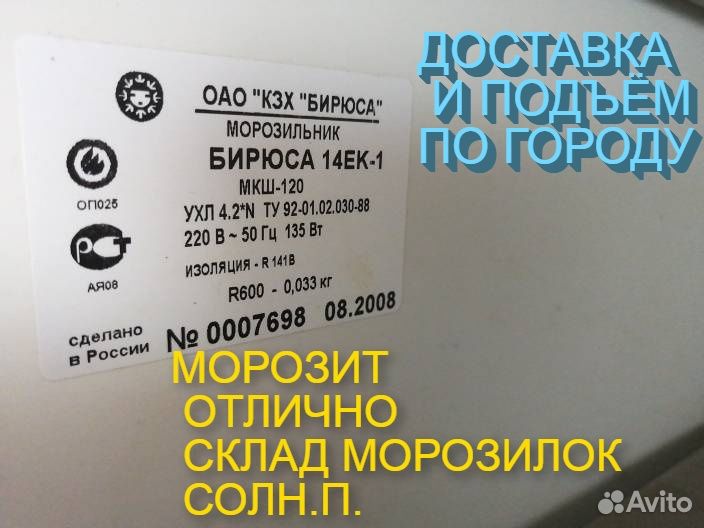 ОАО "КЗХ "БИРЮСА"
МОРОЗИЛЬНИК
БИРЮСА 14ЕК-1
МКШ-120
УХЛ 4.2*N ТУ 92-01.02.030-88
220 В ~ 50 Гц 135 Вт
ИЗОЛЯЦИЯ - R 141B
R600 - 0,033 кг
№ 0007698 08.2008
ОП025
РСТ
АЯ08
сделано
в России
ДОСТАВКА
И ПОДЪЁМ
ПО ГОРОДУ
МОРОЗИТ
ОТЛИЧНО
СКЛАД МОРОЗИЛОК
СОЛН.П.
Avito